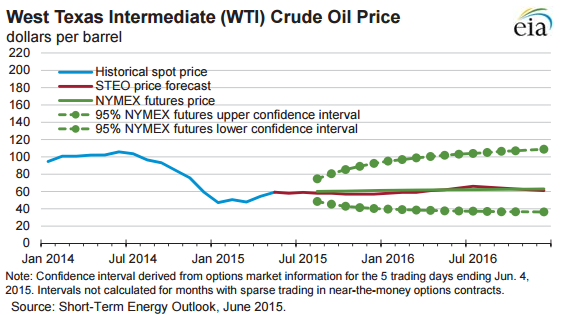 West Texas Intermediate (WTI) Crude Oil Price
dollars per barrel
eia
220
200
180
160
140
120
100
80
60
40
20
0
Historical spot price
STEO price forecast
NYMEX futures price
95% NYMEX futures upper confidence interval
95% NYMEX futures lower confidence interval
Jan 2014 Jul 2014 Jan 2015 Jul 2015 Jan 2016 Jul 2016
Note: Confidence interval derived from options market information for the 5 trading days ending Jun. 4,
2015. Intervals not calculated for months with sparse trading in near-the-money options contracts.
Source: Short-Term Energy Outlook, June 2015.